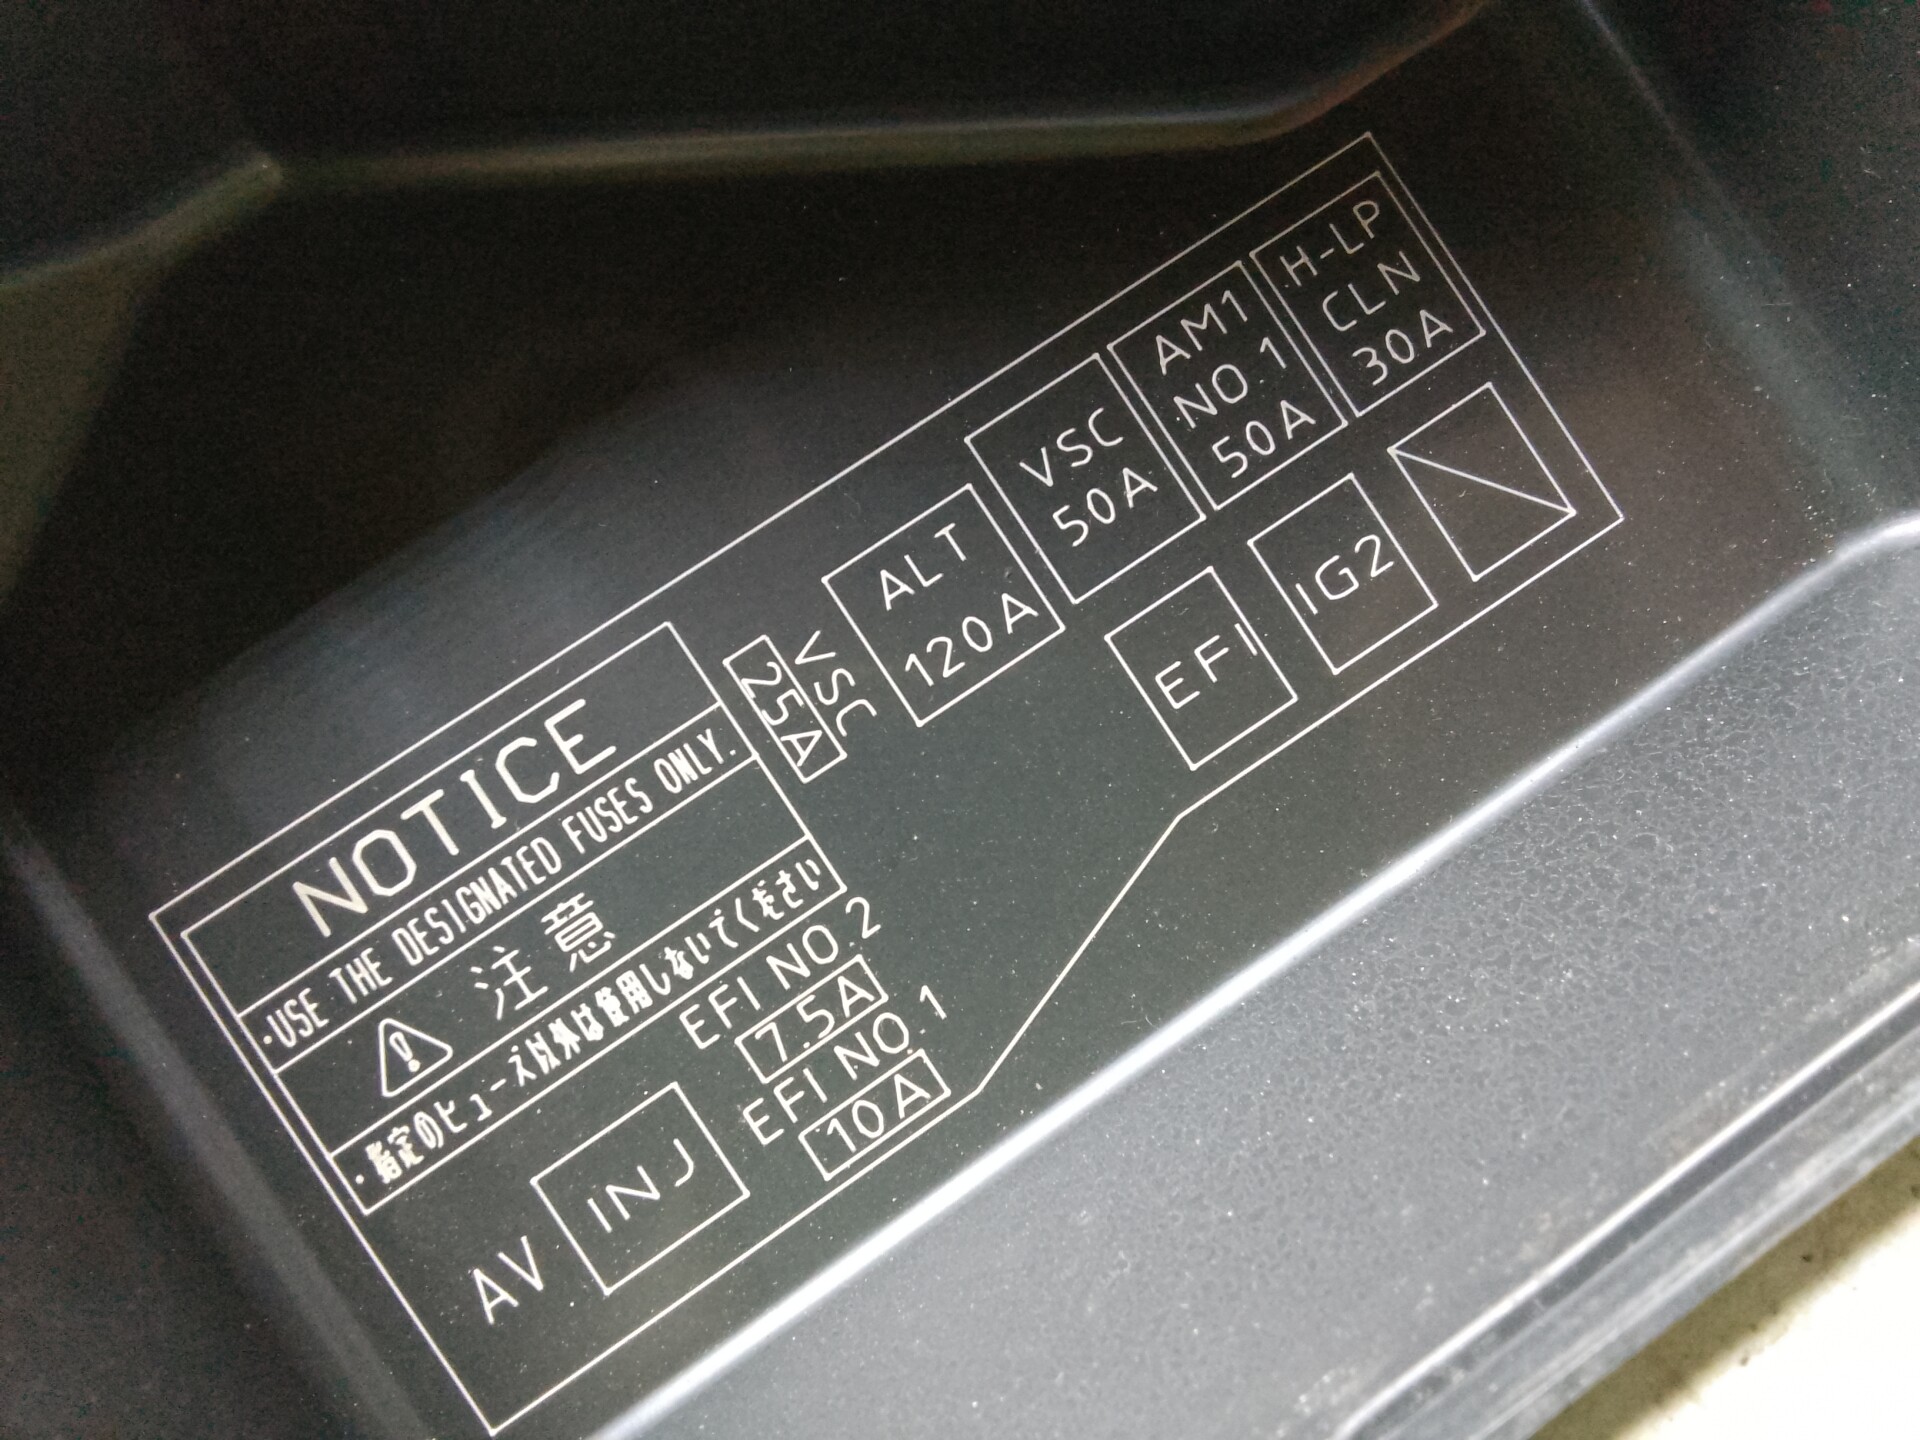 NOTICE
・USE THE DESIGNATED FUSES ONLY.
注意
・指定のヒューズ以外は使用しないでください
VSC
25A
ALT
120A
VSC
50A
AM1
NO.1
50A
H-LP
CLN
30A
EFI
IG2
EFI NO.2
7.5A
EFI NO.1
10A
INJ
AV